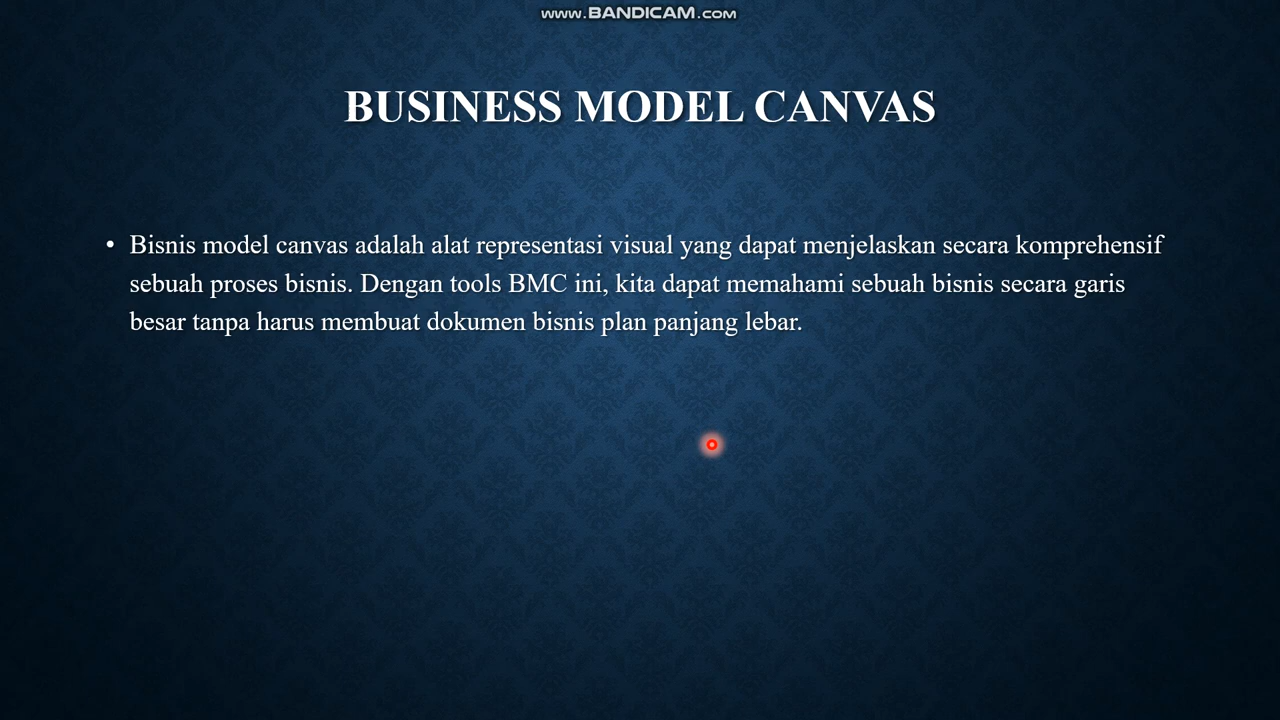 www.BANDICAM.com
BUSINESS MODEL CANVAS
• Bisnis model canvas adalah alat representasi visual yang dapat menjelaskan secara komprehensif
sebuah proses bisnis. Dengan tools BMC ini, kita dapat memahami sebuah bisnis secara garis
besar tanpa harus membuat dokumen bisnis plan panjang lebar.